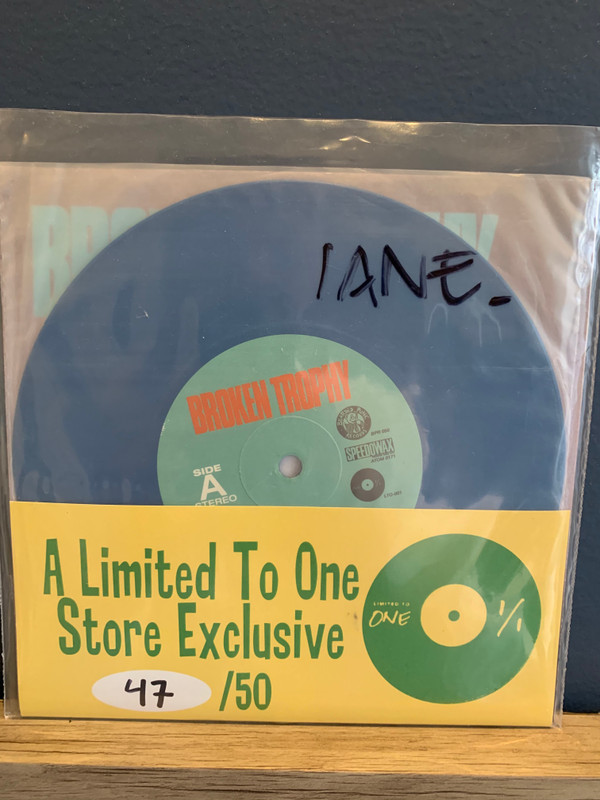 IANE.
BROKEN TROPHY
SPEEDOWAX
SIDE
A
STEREO
A Limited To One
Store Exclusive
47 /50
LIMITED TO
ONE
1/1